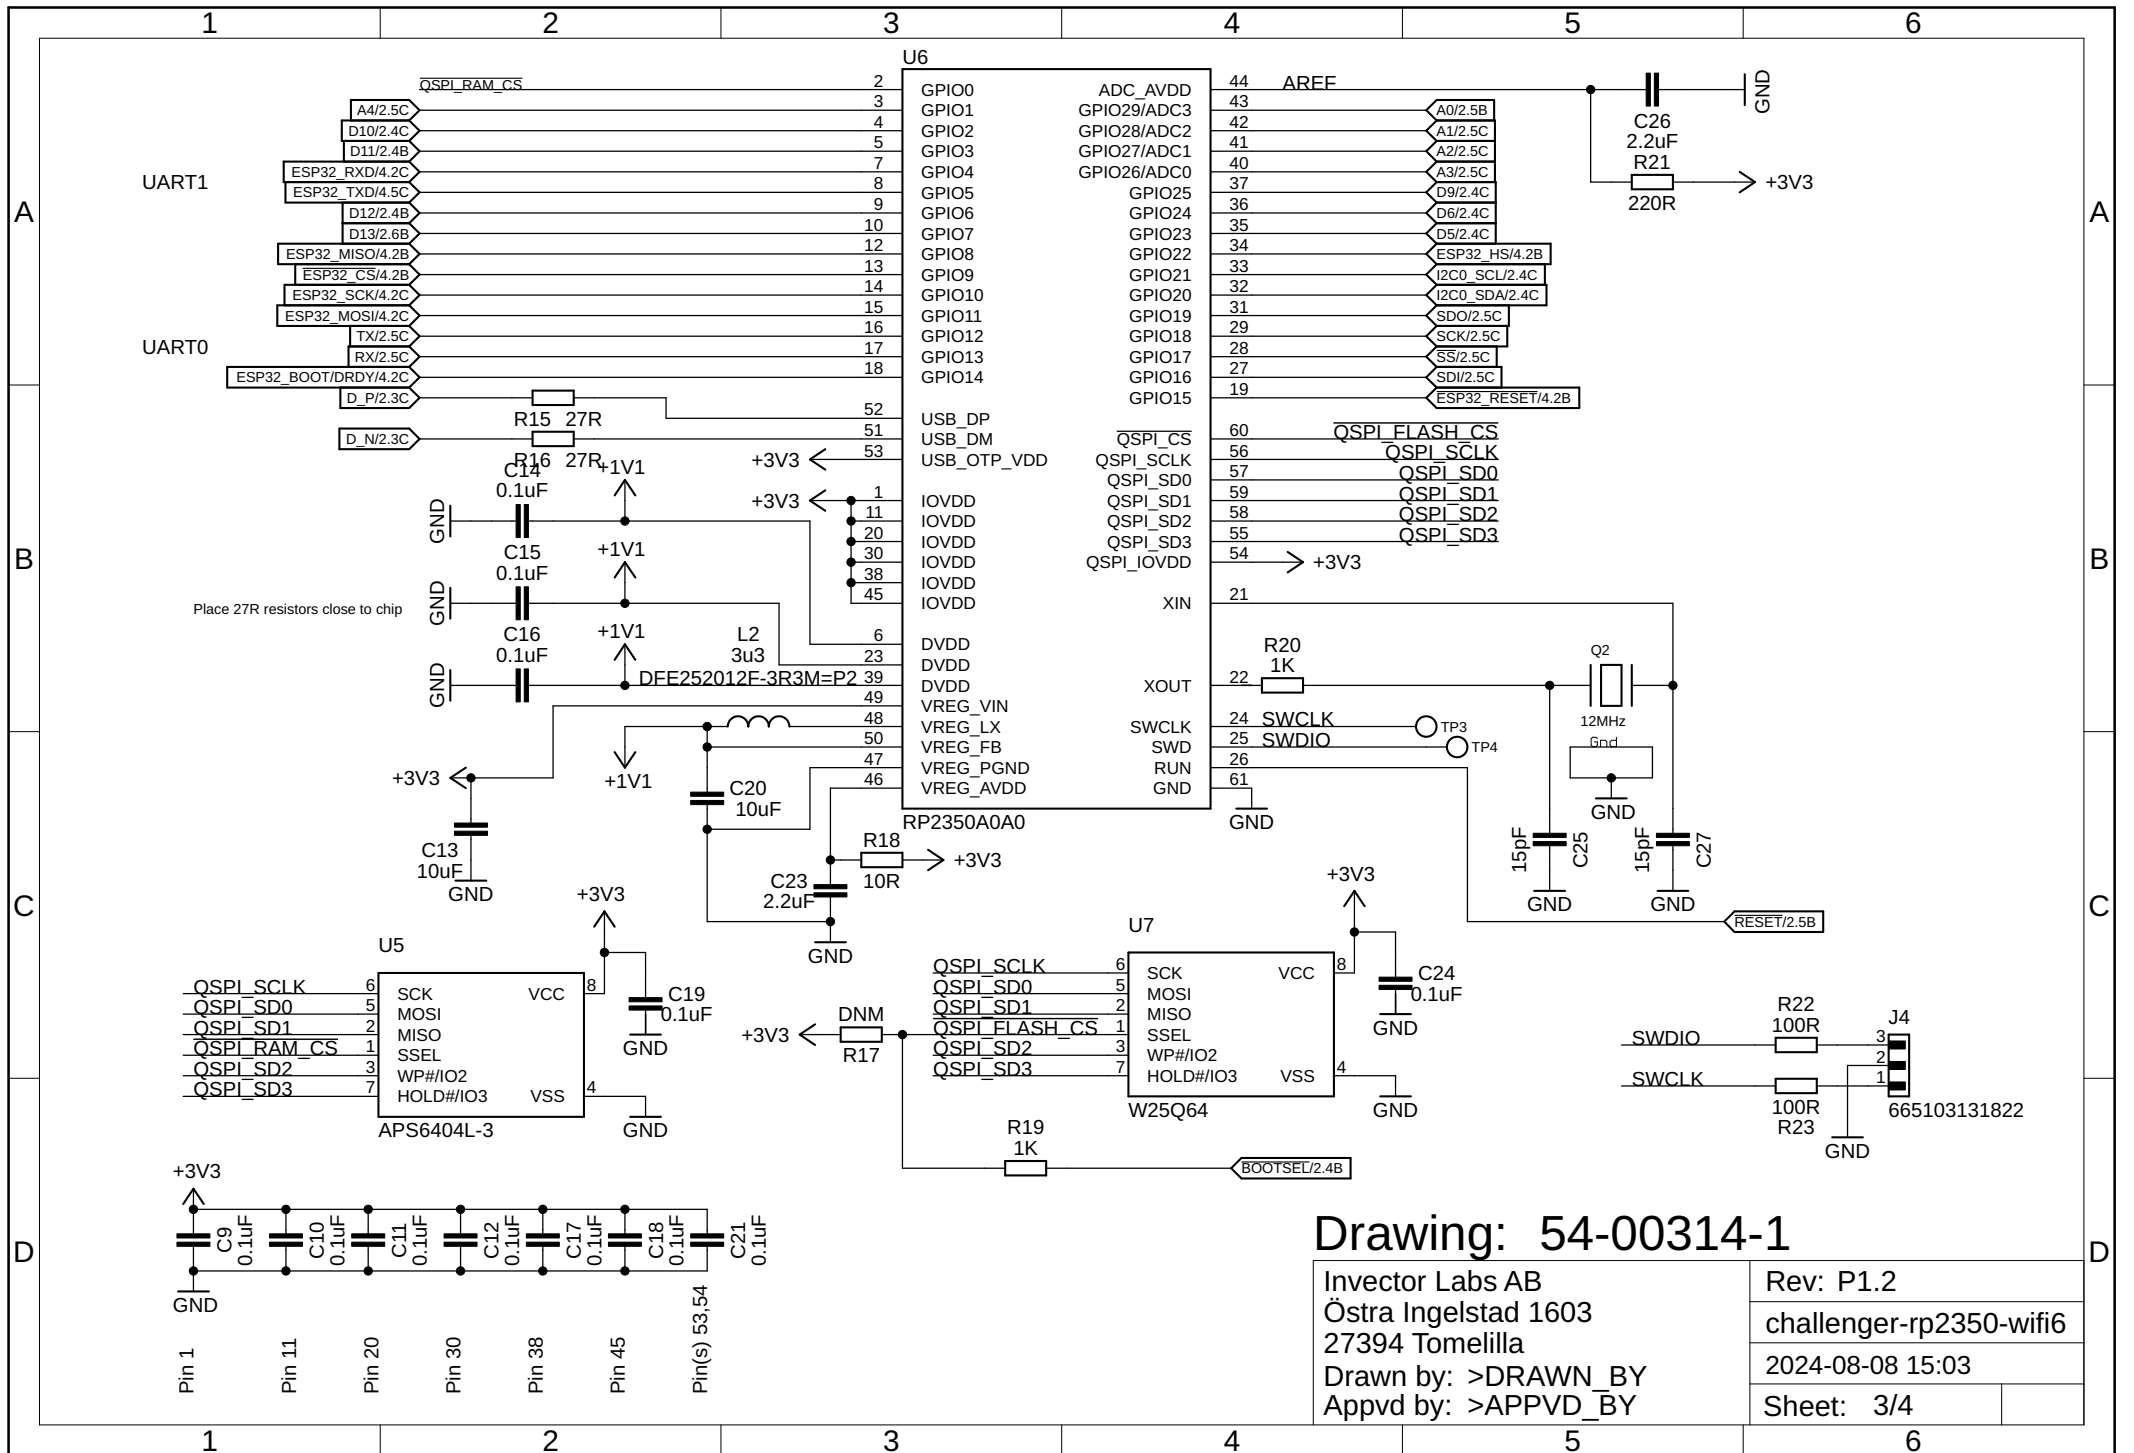 1 2 3 4 5 6
U6
QSPI_RAM_CS 2 GPIO0 ADC_AVDD 44 AREF
A4/2.5C 3 GPIO1 GPIO29/ADC3 43 A0/2.5B
D10/2.4C 4 GPIO2 GPIO28/ADC2 42 A1/2.5C
D11/2.4B 5 GPIO3 GPIO27/ADC1 41 A2/2.5C
ESP32_RXD/4.2C 7 GPIO4 GPIO26/ADC0 40 A3/2.5C
UART1
ESP32_TXD/4.5C 8 GPIO5 GPIO25 37 D9/2.4C
D12/2.4B 9 GPIO6 GPIO24 36 D6/2.4C
D13/2.6B 10 GPIO7 GPIO23 35 D5/2.4C
ESP32_MISO/4.2B 12 GPIO8 GPIO22 34 ESP32_HS/4.2B
ESP32_CS/4.2B 13 GPIO9 GPIO21 33 I2C0_SCL/2.4C
ESP32_SCK/4.2C 14 GPIO10 GPIO20 32 I2C0_SDA/2.4C
ESP32_MOSI/4.2C 15 GPIO11 GPIO19 31 SDO/2.5C
TX/2.5C 16 GPIO12 GPIO18 29 SCK/2.5C
UART0
RX/2.5C 17 GPIO13 GPIO17 28 SS/2.5C
ESP32_BOOT/DRDY/4.2C 18 GPIO14 GPIO16 27 SDI/2.5C
D_P/2.3C GPIO15 19 ESP32_RESET/4.2B
R15 27R 52 USB_DP
D_N/2.3C 51 USB_DM QSPI_CS 60 QSPI_FLASH_CS
R16 27R +3V3 53 USB_OTP_VDD QSPI_SCLK 56 QSPI_SCLK
QSPI_SD0 57 QSPI_SD0
+3V3 1 IOVDD QSPI_SD1 59 QSPI_SD1
11 IOVDD QSPI_SD2 58 QSPI_SD2
20 IOVDD QSPI_SD3 55 QSPI_SD3
30 IOVDD QSPI_IOVDD 54 +3V3
38 IOVDD
45 IOVDD XIN 21
6 DVDD
23 DVDD
39 DVDD XOUT 22
49 VREG_VIN
48 VREG_LX SWCLK 24 SWCLK TP3
50 VREG_FB SWD 25 SWDIO TP4
47 VREG_PGND RUN 26
46 VREG_AVDD GND 61
RP2350A0A0
GND
C26
2.2uF
GND
R21
220R
+3V3
C14
0.1uF
+1V1
GND
C15
0.1uF
+1V1
GND
Place 27R resistors close to chip
C16
0.1uF
+1V1
GND
L2
3u3
DFE252012F-3R3M=P2
R20
1K
Q2
12MHz
Gnd
GND
15pF
C25
GND
15pF
C27
GND
RESET/2.5B
+3V3
C13
10uF
GND
+1V1
C20
10uF
R18
10R
+3V3
C23
2.2uF
GND
U5
+3V3
QSPI_SCLK 6 SCK VCC 8
QSPI_SD0 5 MOSI
QSPI_SD1 2 MISO
QSPI_RAM_CS 1 SSEL
QSPI_SD2 3 WP#/IO2
QSPI_SD3 7 HOLD#/IO3 VSS 4
APS6404L-3
C19
0.1uF
GND
GND
U7
+3V3
QSPI_SCLK 6 SCK VCC 8
QSPI_SD0 5 MOSI
QSPI_SD1 2 MISO
QSPI_FLASH_CS 1 SSEL
QSPI_SD2 3 WP#/IO2
QSPI_SD3 7 HOLD#/IO3 VSS 4
W25Q64
C24
0.1uF
GND
GND
+3V3
DNM
R17
R19
1K
BOOTSEL/2.4B
SWDIO
R22
100R
J4
3
2
1
SWCLK
100R
R23
665103131822
GND
+3V3
C9 0.1uF
C10 0.1uF
C11 0.1uF
C12 0.1uF
C17 0.1uF
C18 0.1uF
C21 0.1uF
GND
Pin 1
Pin 11
Pin 20
Pin 30
Pin 38
Pin 45
Pin(s) 53,54
Drawing: 54-00314-1
Invector Labs AB
Östra Ingelstad 1603
27394 Tomelilla
Drawn by: >DRAWN_BY
Appvd by: >APPVD_BY
Rev: P1.2
challenger-rp2350-wifi6
2024-08-08 15:03
Sheet: 3/4
A A
B B
C C
D D
1 2 3 4 5 6